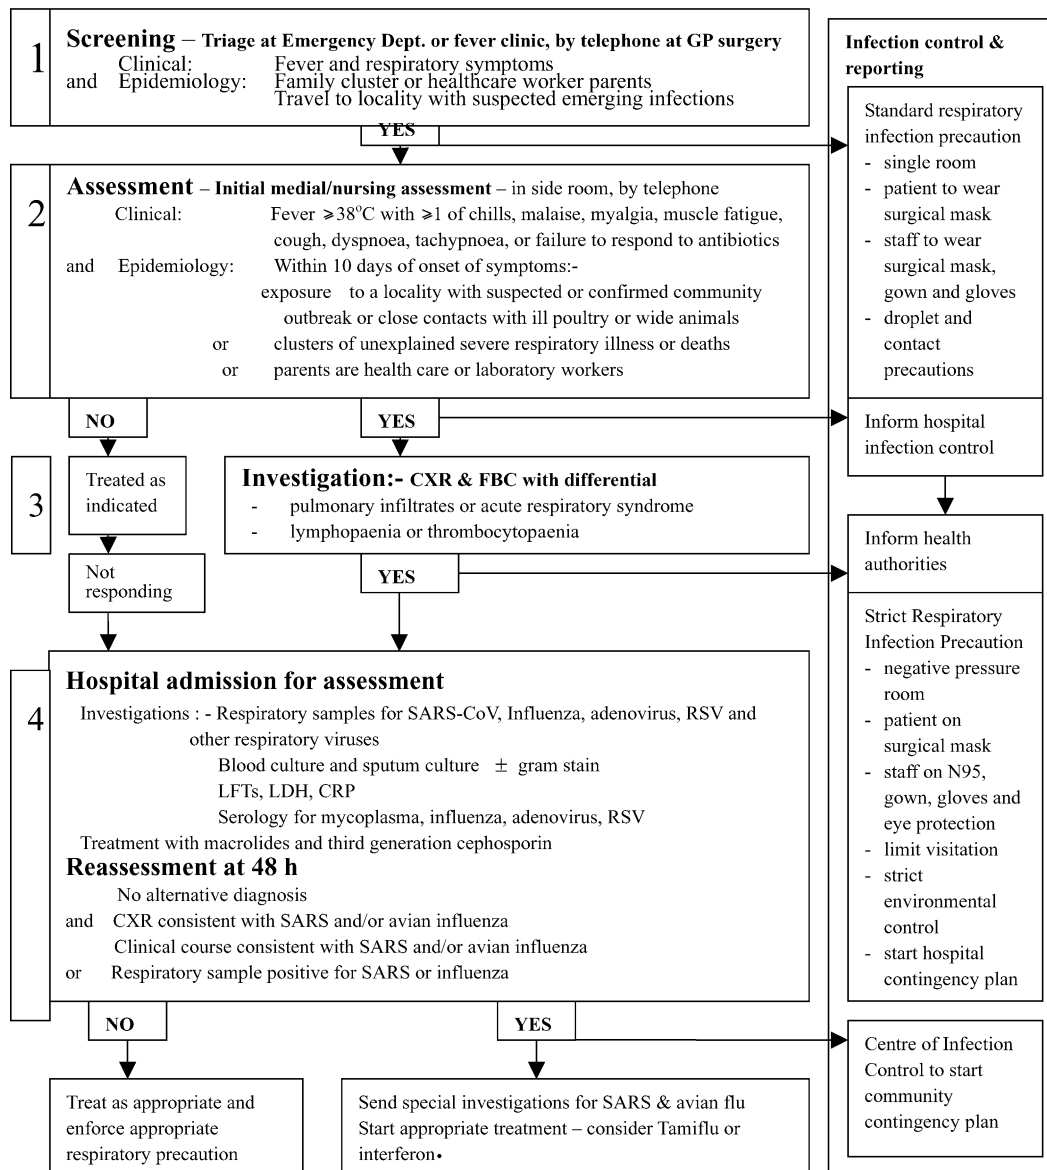 1
Screening – Triage at Emergency Dept. or fever clinic, by telephone at GP surgery
Clinical: Fever and respiratory symptoms
and Epidemiology: Family cluster or healthcare worker parents
Travel to locality with suspected emerging infections
YES
2
Assessment – Initial medial/nursing assessment – in side room, by telephone
Clinical: Fever ⩾38°C with ⩾1 of chills, malaise, myalgia, muscle fatigue,
cough, dyspnoea, tachypnoea, or failure to respond to antibiotics
and Epidemiology: Within 10 days of onset of symptoms:-
exposure to a locality with suspected or confirmed community
outbreak or close contacts with ill poultry or wide animals
or clusters of unexplained severe respiratory illness or deaths
or parents are health care or laboratory workers
NO
YES
3
Treated as
indicated
Not
responding
Investigation:- CXR & FBC with differential
- pulmonary infiltrates or acute respiratory syndrome
- lymphopaenia or thrombocytopaenia
YES
4
Hospital admission for assessment
Investigations : - Respiratory samples for SARS-CoV, Influenza, adenovirus, RSV and
other respiratory viruses
Blood culture and sputum culture ± gram stain
LFTs, LDH, CRP
Serology for mycoplasma, influenza, adenovirus, RSV
Treatment with macrolides and third generation cephosporin
Reassessment at 48 h
No alternative diagnosis
and CXR consistent with SARS and/or avian influenza
Clinical course consistent with SARS and/or avian influenza
or Respiratory sample positive for SARS or influenza
NO
YES
Treat as appropriate and
enforce appropriate
respiratory precaution
Send special investigations for SARS & avian flu
Start appropriate treatment – consider Tamiflu or
interferon•
Infection control &
reporting
Standard respiratory
infection precaution
- single room
- patient to wear
surgical mask
- staff to wear
surgical mask,
gown and gloves
- droplet and
contact
precautions
Inform hospital
infection control
Inform health
authorities
Strict Respiratory
Infection Precaution
- negative pressure
room
- patient on
surgical mask
- staff on N95,
gown, gloves and
eye protection
- limit visitation
- strict
environmental
control
- start hospital
contingency plan
Centre of Infection
Control to start
community
contingency plan